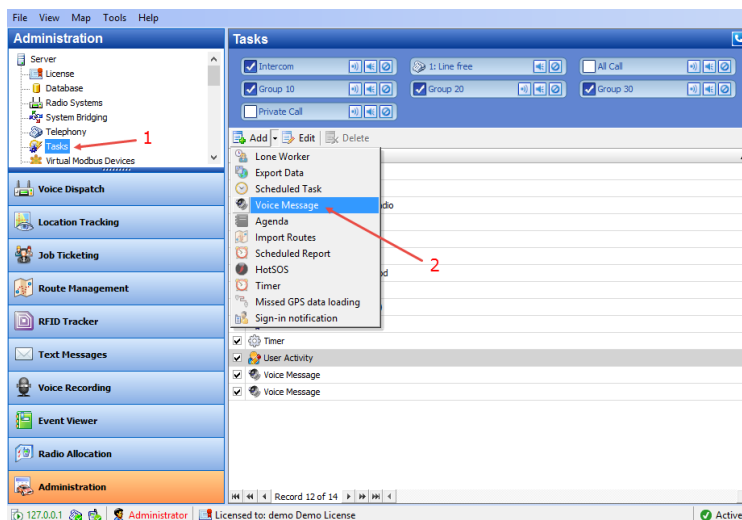 File View Map Tools Help
Administration
Server
License
Database
Radio Systems
System Bridging
Telephony
Tasks
Virtual Modbus Devices
1
Voice Dispatch
Location Tracking
Job Ticketing
Route Management
RFID Tracker
Text Messages
Voice Recording
Event Viewer
Radio Allocation
Administration
Tasks
Intercom
1: Line free
All Call
Group 10
Group 20
Group 30
Private Call
Add Edit Delete
Lone Worker
Export Data
Scheduled Task
Voice Message
Agenda
Import Routes
Scheduled Report
HotSOS
Timer
Missed GPS data loading
Sign-in notification
2
Timer
User Activity
Voice Message
Voice Message
Record 12 of 14
127.0.0.1 Administrator Licensed to: demo Demo License Active